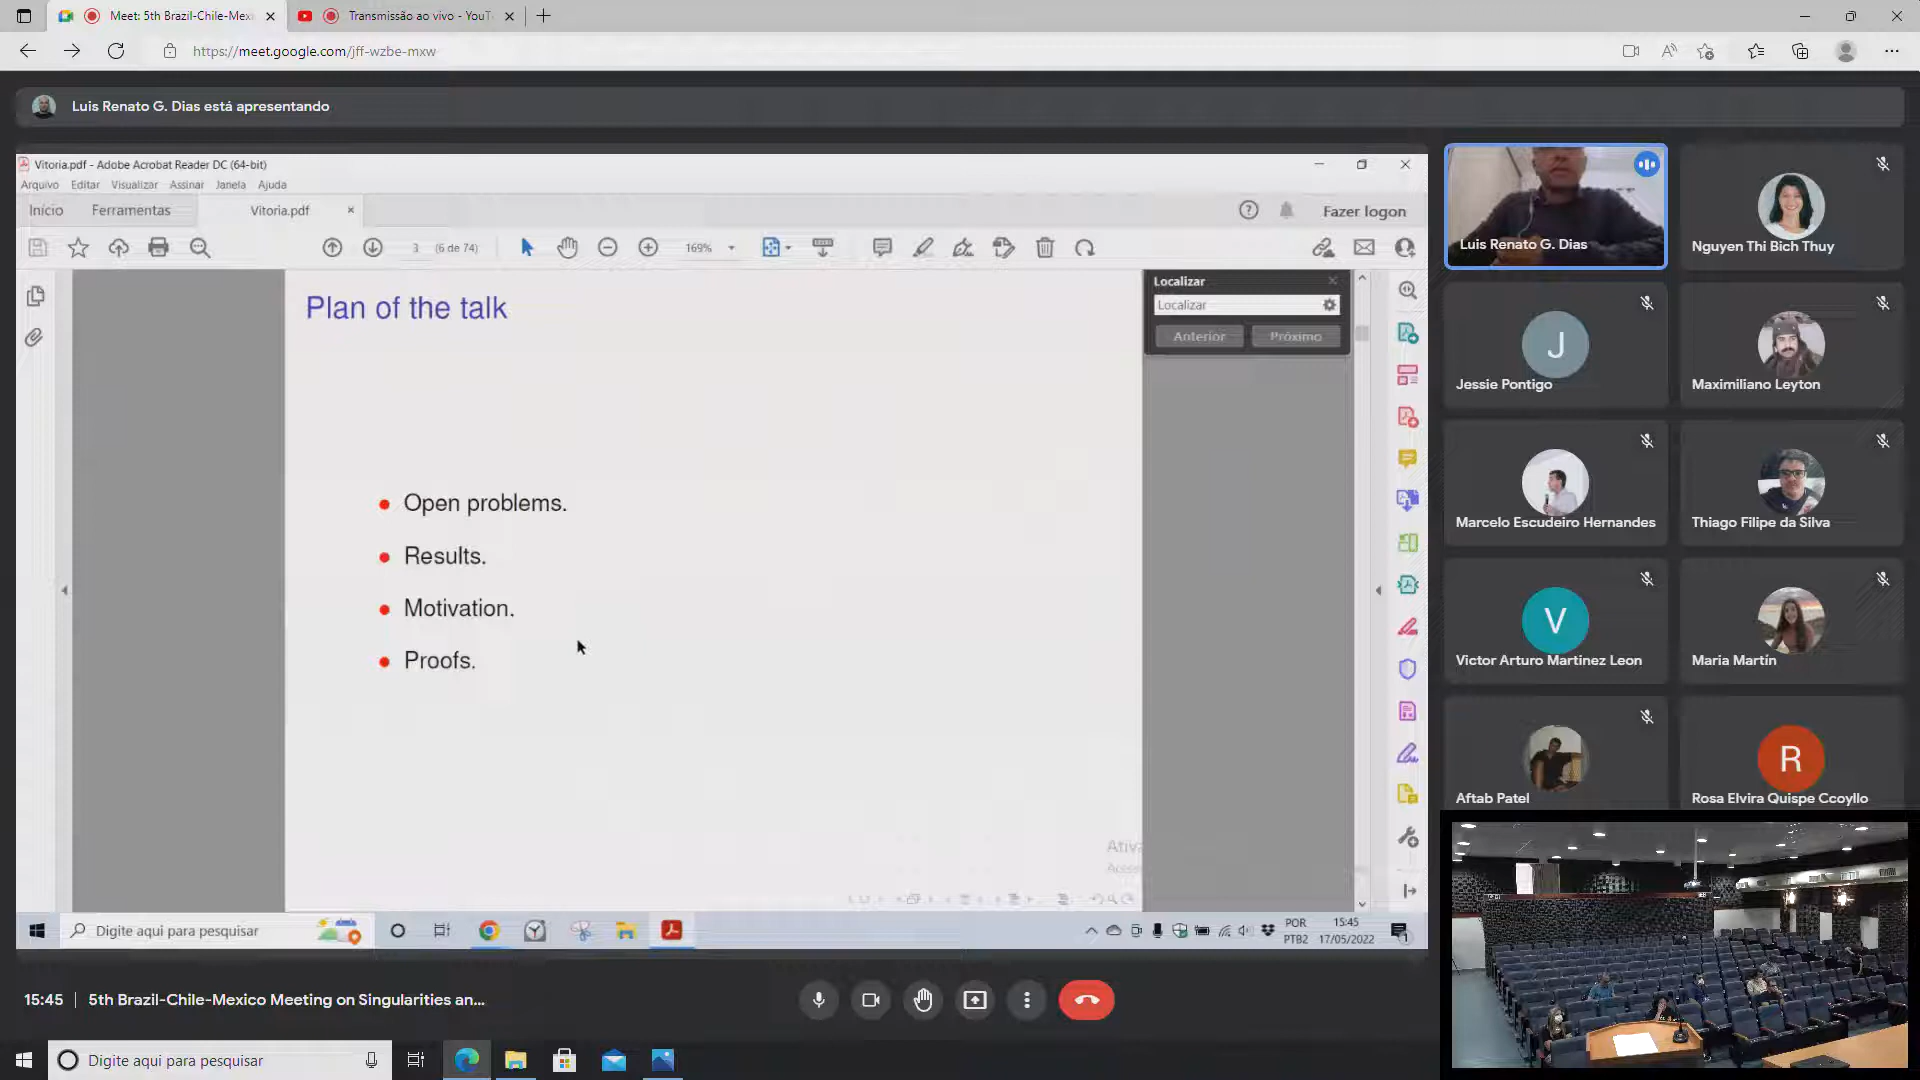 Meet: 5th Brazil-Chile-Mex
Transmissão ao vivo - YouT
https://meet.google.com/jff-wzbe-mxw
Luis Renato G. Dias está apresentando
Vitoria.pdf - Adobe Acrobat Reader DC (64-bit)
Arquivo Editar Visualizar Assinar Janela Ajuda
Início Ferramentas Vitoria.pdf Fazer logon
3 (6 de 74) 169%
Localizar
Localizar
Anterior Próximo
Plan of the talk
Open problems.
Results.
Motivation.
Proofs.
Digite aqui para pesquisar
POR
PTB2
15:45
17/05/2022
1
Luis Renato G. Dias
Nguyen Thi Bich Thuy
J
Jessie Pontigo
Maximiliano Leyton
Marcelo Escudeiro Hernandes
Thiago Filipe da Silva
V
Victor Arturo Martinez Leon
Maria Martín
Aftab Patel
R
Rosa Elvira Quispe Ccoyllo
15:45 | 5th Brazil-Chile-Mexico Meeting on Singularities an...
Digite aqui para pesquisar